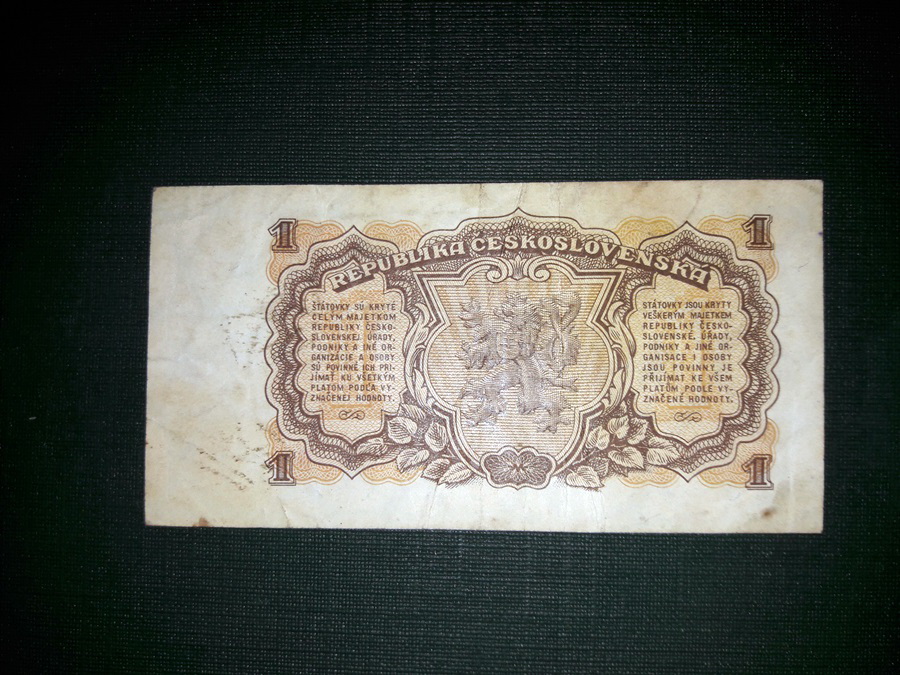 1 1
REPUBLIKA ČESKOSLOVENSKÁ
ŠTÁTOVKY SÚ KRYTÉ
CELÝM MAJETKOM
REPUBLIKY ČESKO-
SLOVENSKEJ. ÚRADY,
PODNIKY A INÉ OR-
GANIZÁCIE A OSOBY
SÚ POVINNÉ ICH PRI-
JÍMAŤ KU VŠETKÝM
PLATOM PODĽA VY-
ZNAČENEJ HODNOTY.
STÁTOVKY JSOU KRYTY
VEŠKERÝM MAJETKEM
REPUBLIKY ČESKO-
SLOVENSKÉ. ÚŘADY,
PODNIKY A JINÉ OR-
GANISACE I OSOBY
JSOU POVINNY JE
PŘIJÍMAT KE VŠEM
PLATŮM PODLE VY-
ZNAČENÉ HODNOTY.
1 1